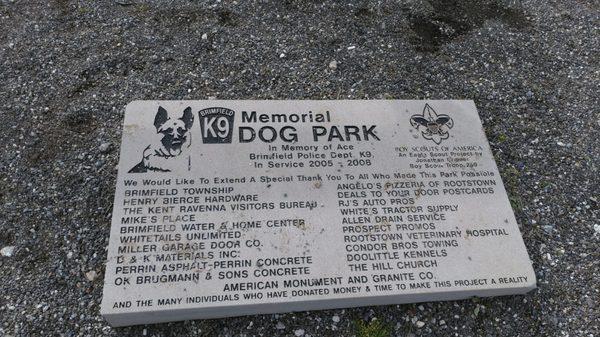 BRIMFIELD
K9
Memorial
DOG PARK
In Memory of Ace
Brimfield Police Dept. K9,
In Service 2005 - 2006
BOY SCOUTS OF AMERICA
An Eagle Scout Project by
Jonathan
Boy Scout Troop
We Would Like To Extend A Special Thank You To All Who Made This Park Possible
BRIMFIELD TOWNSHIP
HENRY BIERCE HARDWARE
THE KENT RAVENNA VISITORS BUREAU
MIKE'S PLACE
BRIMFIELD WATER & HOME CENTER
WHITETAILS UNLIMITED
MILLER GARAGE DOOR CO.
D & K MATERIALS INC.
PERRIN ASPHALT-PERRIN CONCRETE
OK BRUGMANN & SONS CONCRETE
ANGELO'S PIZZERIA OF ROOTSTOWN
DEALS TO YOUR DOOR POSTCARDS
RJ'S AUTO PROS
WHITE'S TRACTOR SUPPLY
ALLEN DRAIN SERVICE
PROSPECT PROMOS
ROOTSTOWN VETERINARY HOSPITAL
CONDOR BROS TOWING
DOOLITTLE KENNELS
THE HILL CHURCH
AMERICAN MONUMENT AND GRANITE CO.
AND THE MANY INDIVIDUALS WHO HAVE DONATED MONEY & TIME TO MAKE THIS PROJECT A REALITY